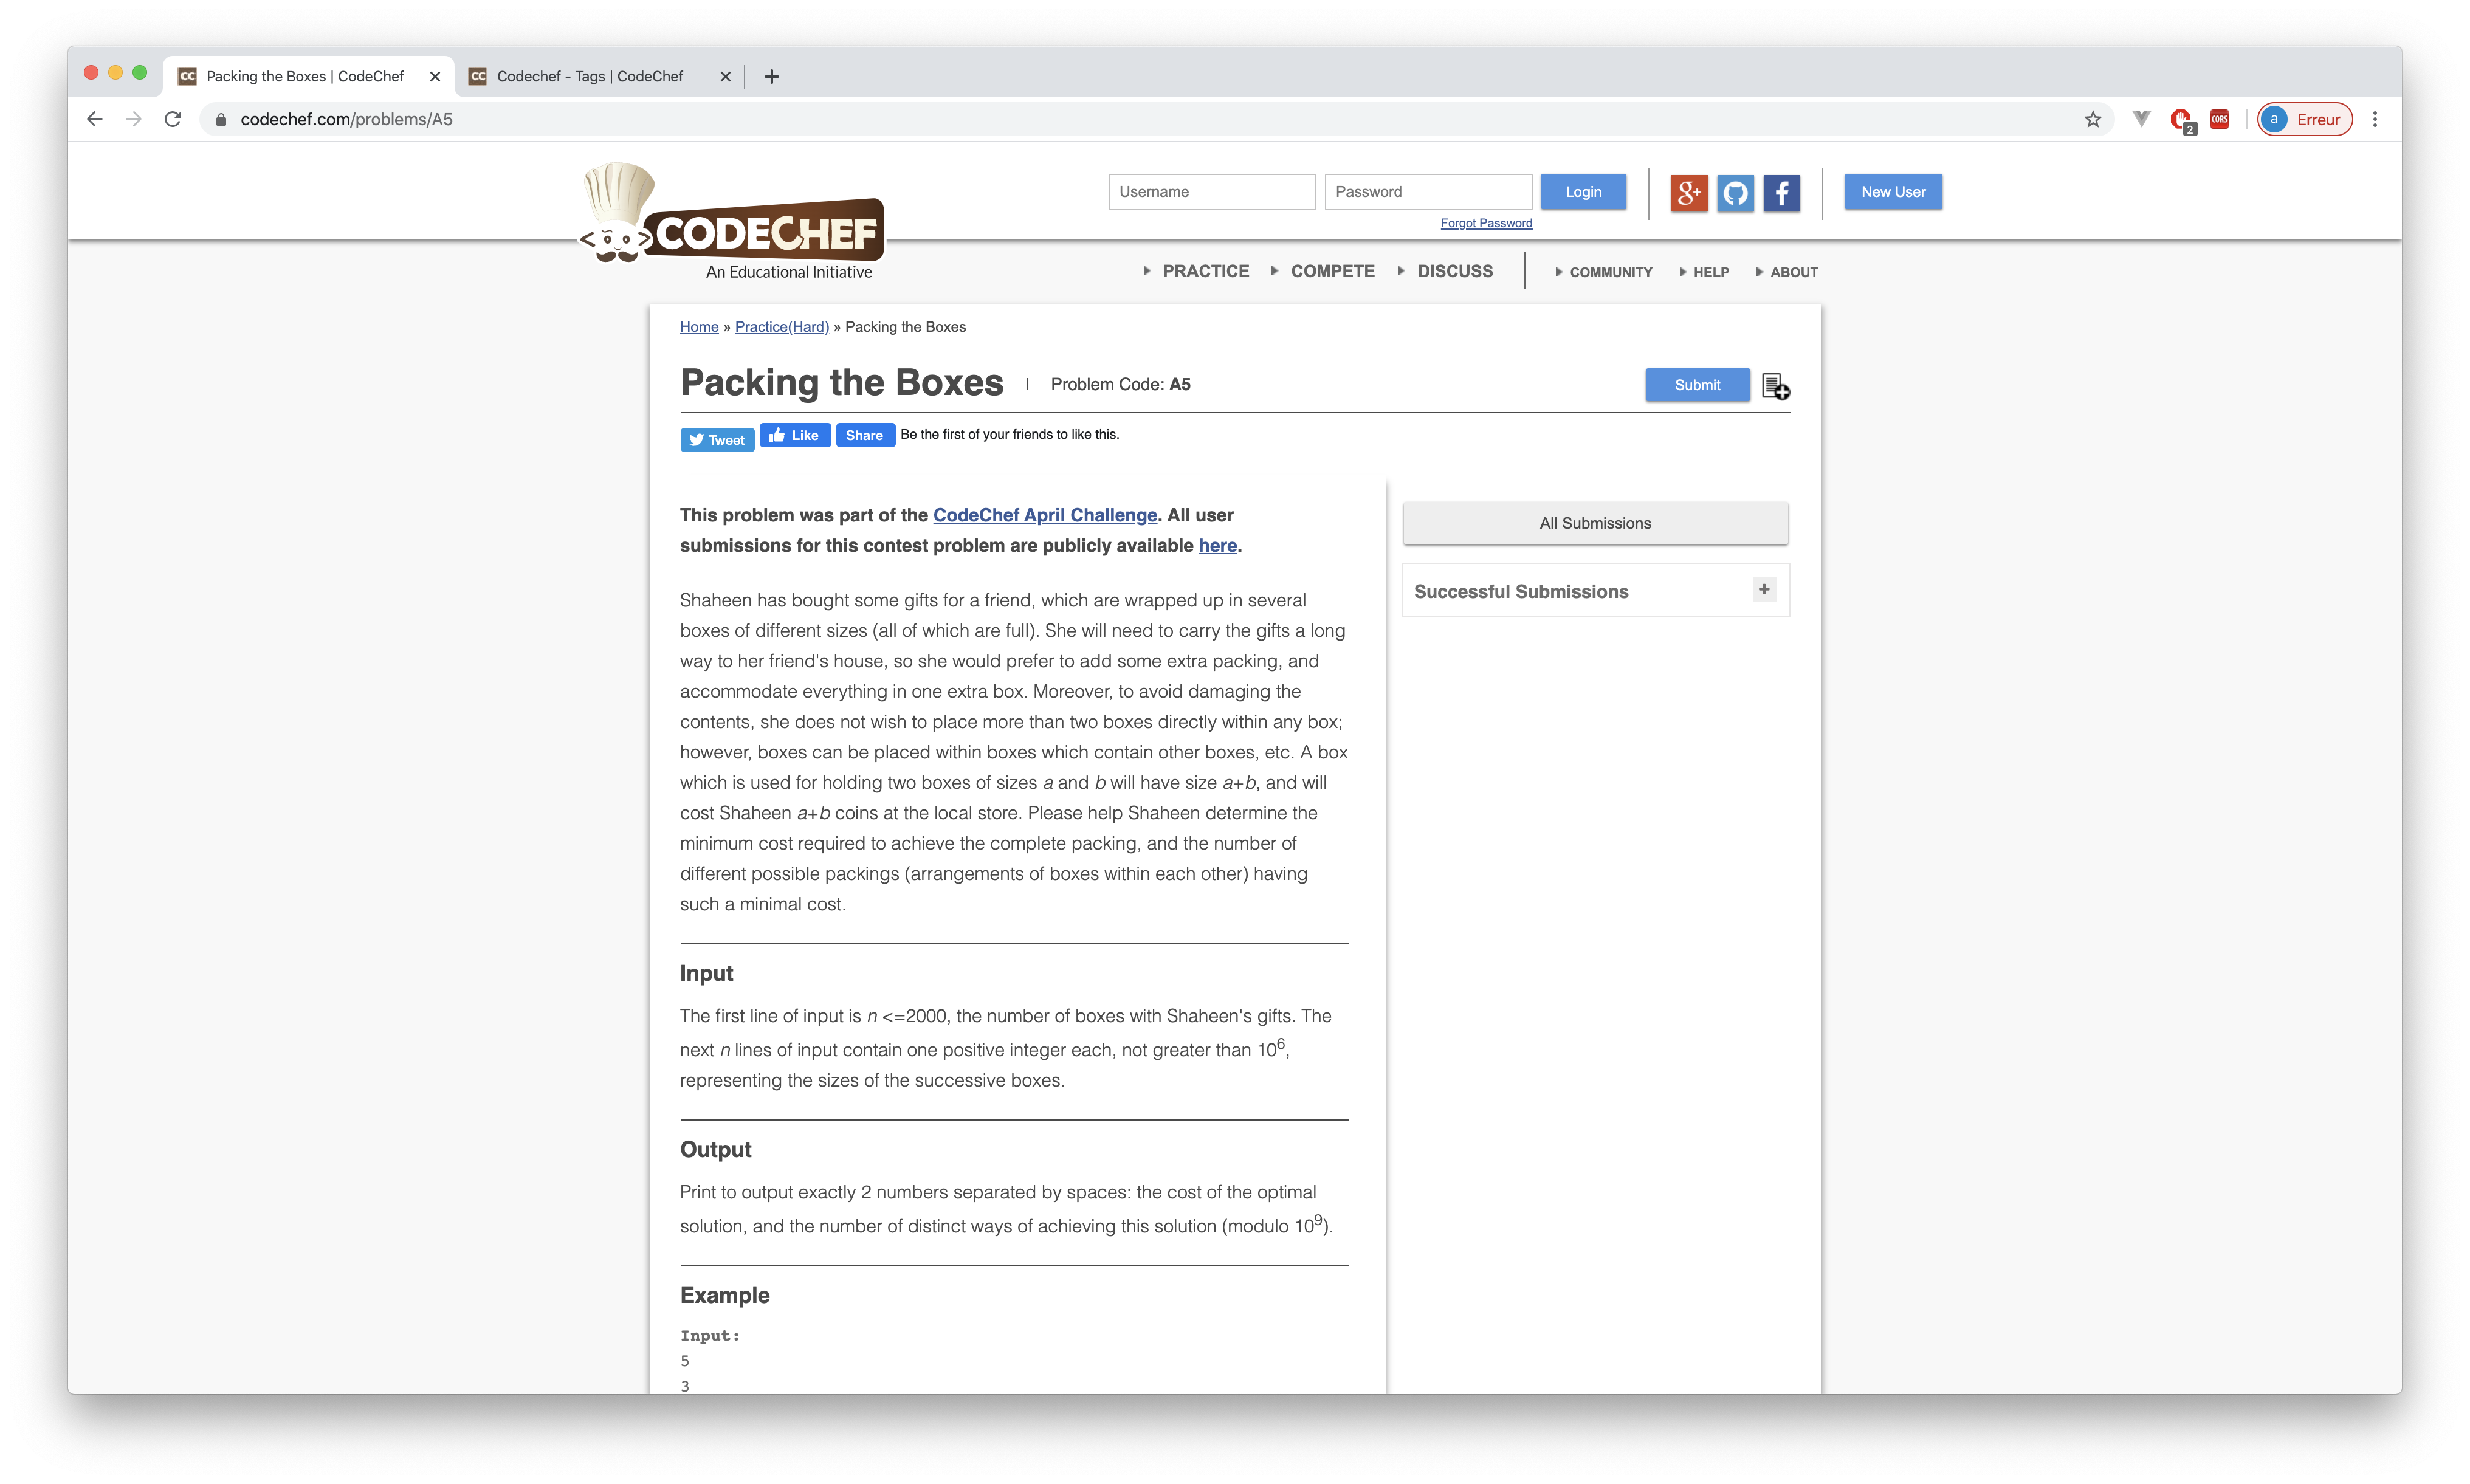 Packing the Boxes | CodeChef
Codechef - Tags | CodeChef
codechef.com/problems/A5
2
CORS
a
Erreur
CODECHEF
An Educational Initiative
Username
Password
Login
g+
New User
Forgot Password
PRACTICE
COMPETE
DISCUSS
COMMUNITY
HELP
ABOUT
Home » Practice(Hard) » Packing the Boxes
Packing the Boxes
Problem Code: A5
Submit
Tweet
Like
Share
Be the first of your friends to like this.
This problem was part of the CodeChef April Challenge. All user
submissions for this contest problem are publicly available here.
All Submissions
Successful Submissions
Shaheen has bought some gifts for a friend, which are wrapped up in several
boxes of different sizes (all of which are full). She will need to carry the gifts a long
way to her friend's house, so she would prefer to add some extra packing, and
accommodate everything in one extra box. Moreover, to avoid damaging the
contents, she does not wish to place more than two boxes directly within any box;
however, boxes can be placed within boxes which contain other boxes, etc. A box
which is used for holding two boxes of sizes a and b will have size a+b, and will
cost Shaheen a+b coins at the local store. Please help Shaheen determine the
minimum cost required to achieve the complete packing, and the number of
different possible packings (arrangements of boxes within each other) having
such a minimal cost.
Input
The first line of input is n <=2000, the number of boxes with Shaheen's gifts. The
next n lines of input contain one positive integer each, not greater than 10⁶,
representing the sizes of the successive boxes.
Output
Print to output exactly 2 numbers separated by spaces: the cost of the optimal
solution, and the number of distinct ways of achieving this solution (modulo 10⁹).
Example
Input:
5
3